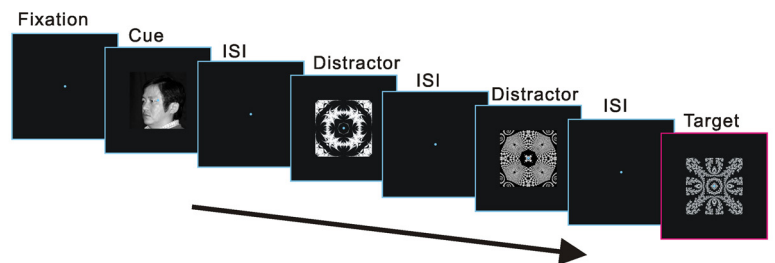 Fixation
Cue
ISI
Distractor
ISI
Distractor
ISI
Target